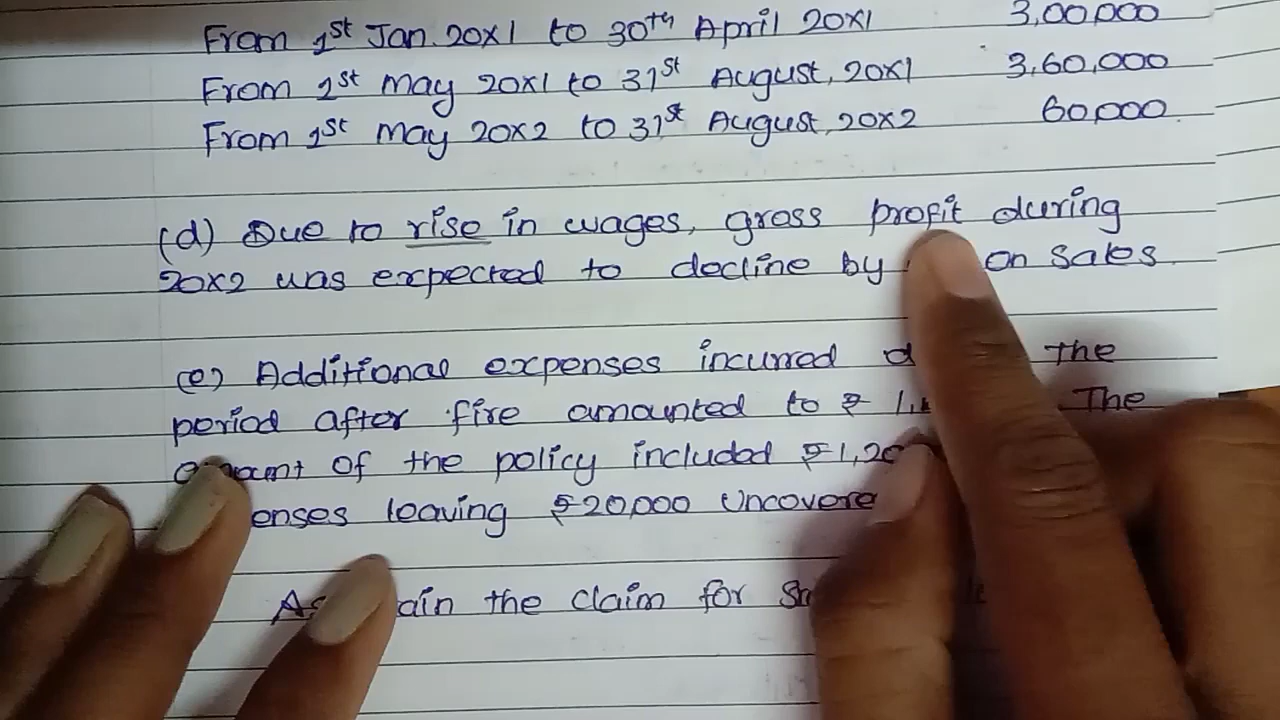 From 1st Jan. 20X1 to 30th April 20X1 3,00,000
From 1st May 20X1 to 31st August, 20X1 3,60,000
From 1st May 20X2 to 31st August, 20X2 60,000
(d) Due to rise in wages, gross profit during
20X2 was expected to decline by on sales
(e) Additional expenses incurred the
period after fire amounted to ₹ The
of the policy included ₹1,20
enses leaving ₹20,000 Uncovere
the claim for